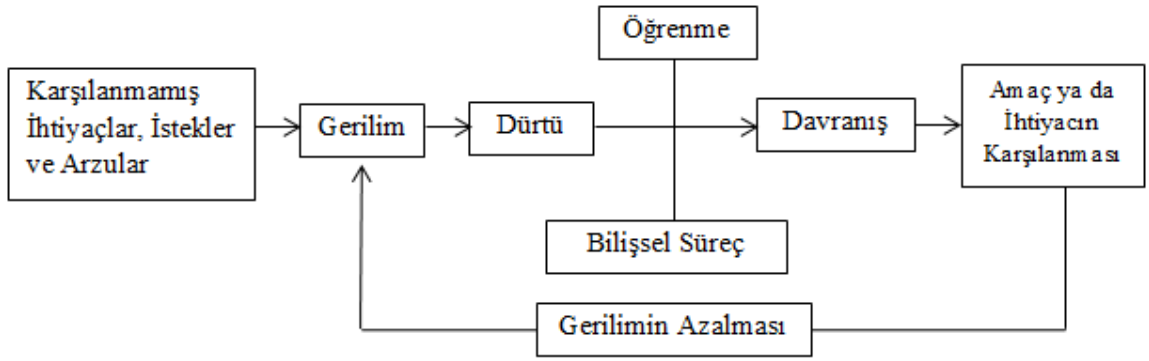 Öğrenme
Karşılanmamış
İhtiyaçlar, İstekler
ve Arzular
Gerilim
Dürtü
Davranış
Amaç ya da
İhtiyacın
Karşılanması
Bilişsel Süreç
Gerilimin Azalması